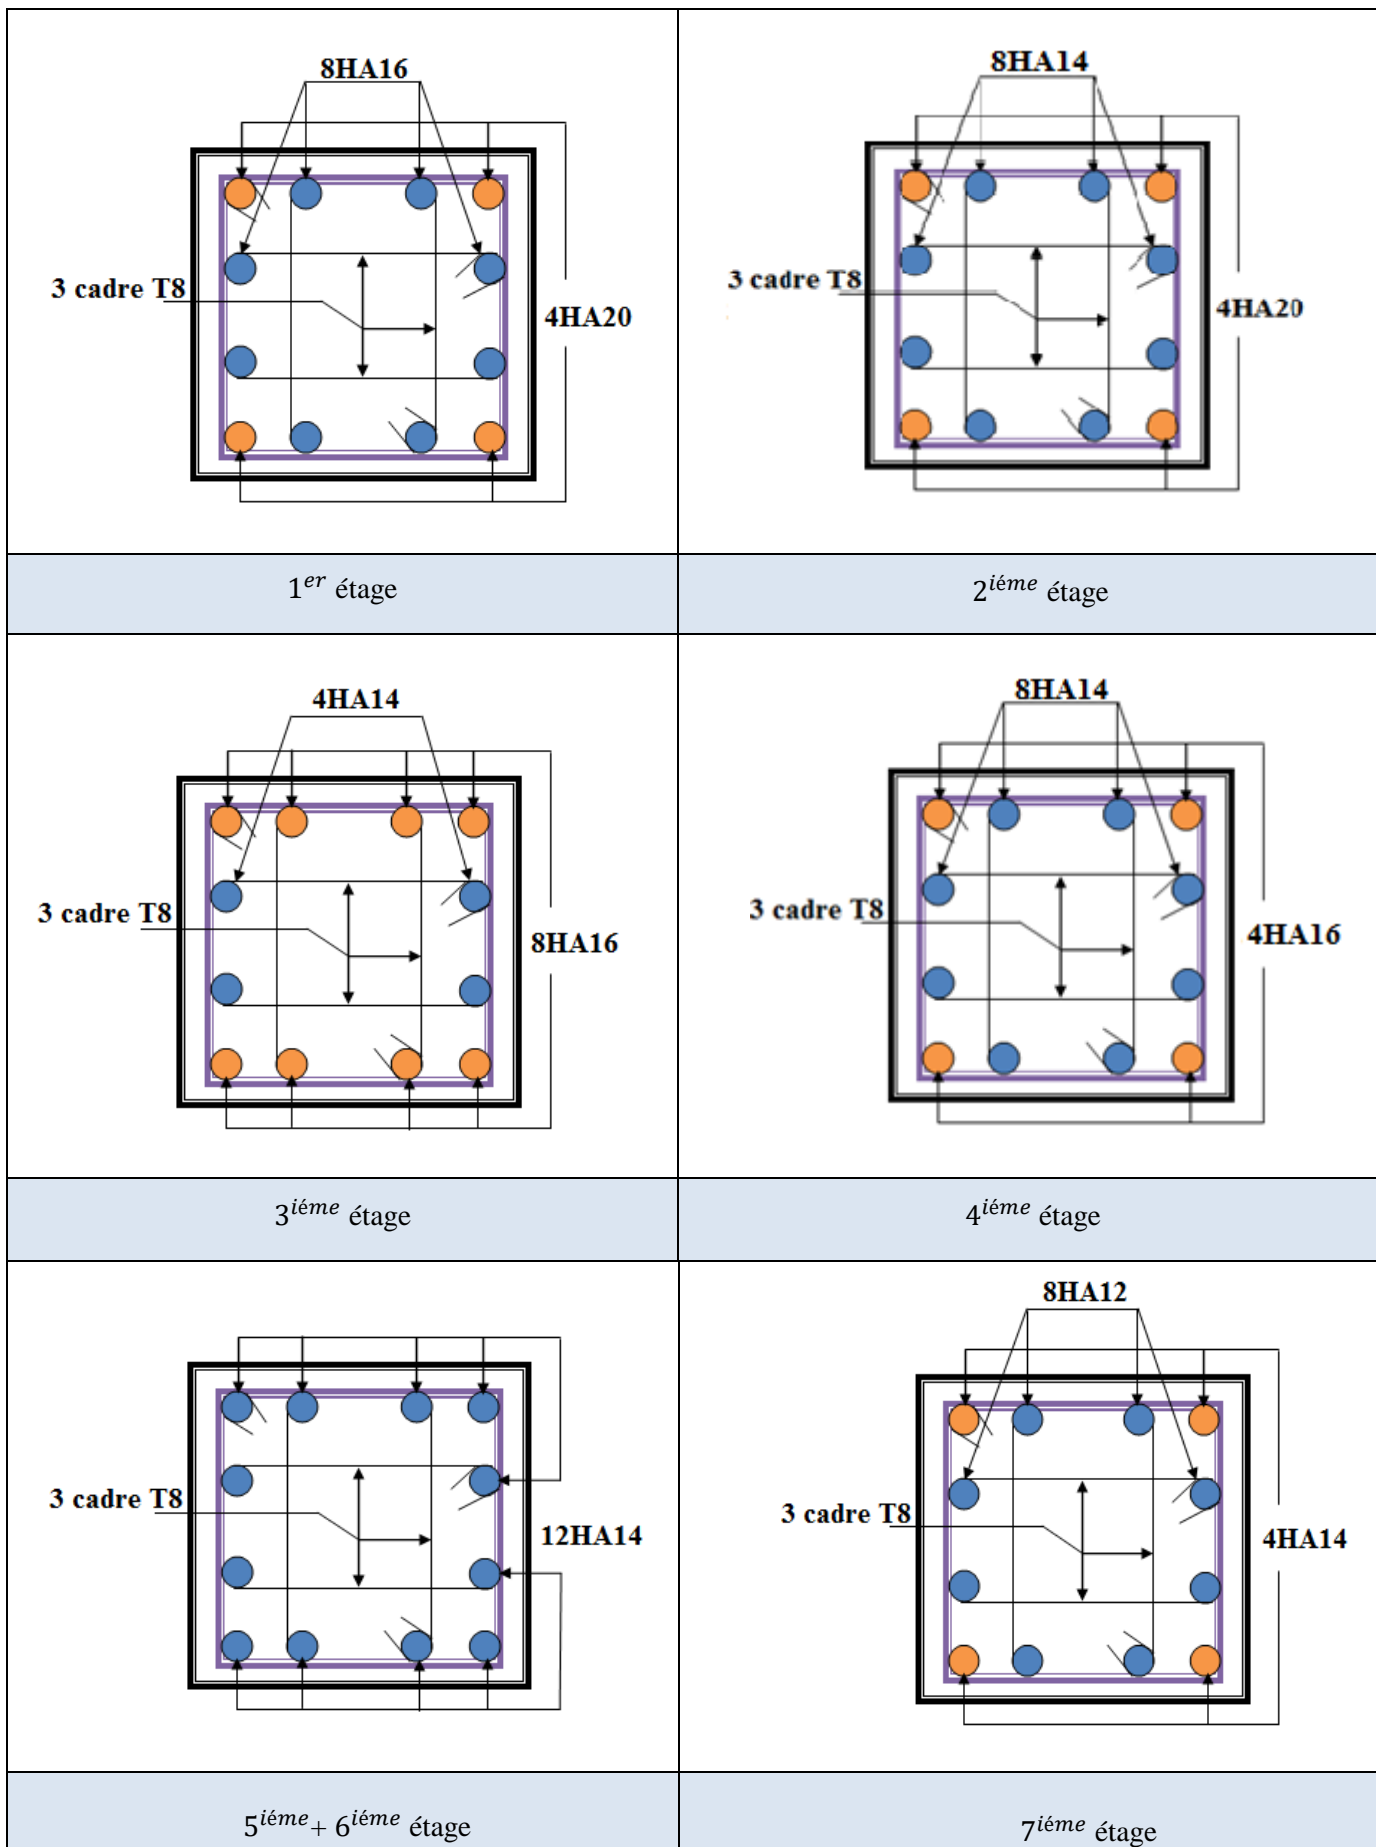 8HA16
3 cadre T8
4HA20
1er étage
8HA14
3 cadre T8
4HA20
2iéme étage
4HA14
3 cadre T8
8HA16
3iéme étage
8HA14
3 cadre T8
4HA16
4iéme étage
3 cadre T8
12HA14
5iéme+ 6iéme étage
8HA12
3 cadre T8
4HA14
7iéme étage